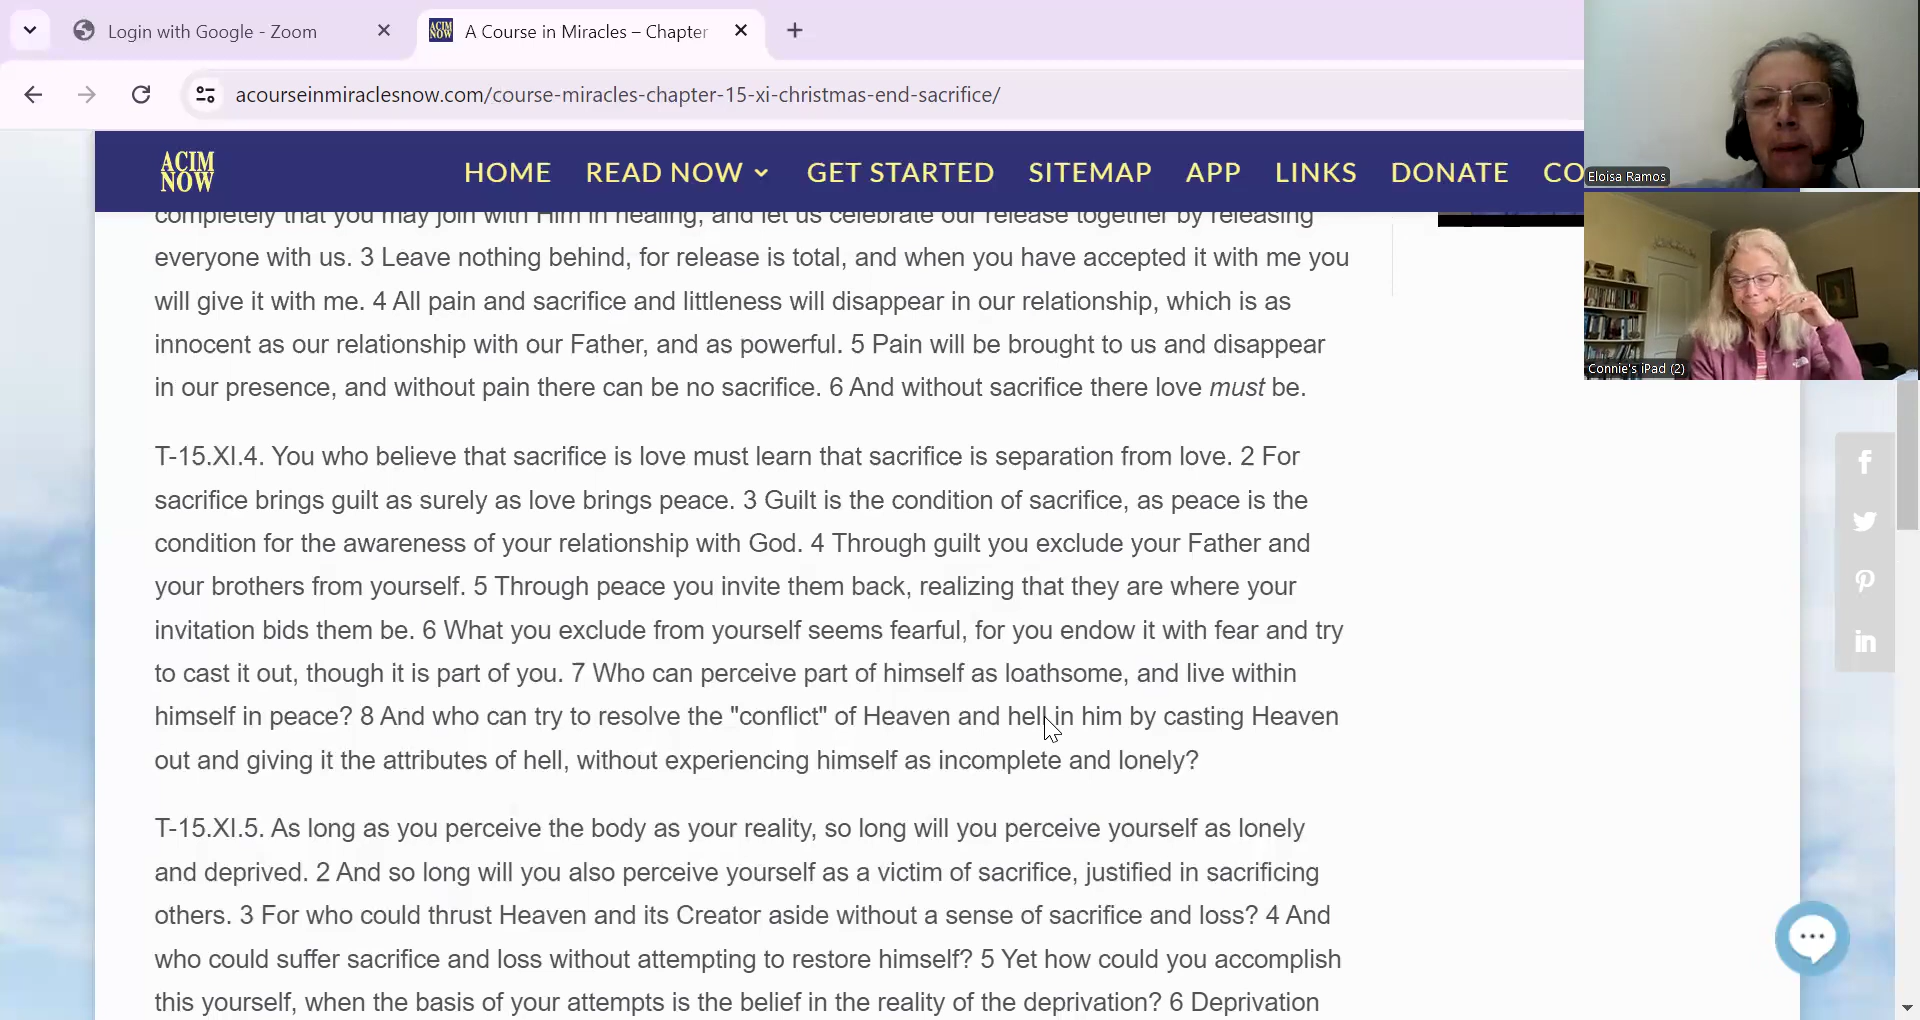 Login with Google - Zoom
A Course in Miracles – Chapter
acourseinmiraclesnow.com/course-miracles-chapter-15-xi-christmas-end-sacrifice/
ACIM
NOW
HOME READ NOW GET STARTED SITEMAP APP LINKS DONATE CO
Eloisa Ramos
Connie's iPad (2)
completely that you may join with Him in healing, and let us celebrate our release together by releasing
everyone with us. 3 Leave nothing behind, for release is total, and when you have accepted it with me you
will give it with me. 4 All pain and sacrifice and littleness will disappear in our relationship, which is as
innocent as our relationship with our Father, and as powerful. 5 Pain will be brought to us and disappear
in our presence, and without pain there can be no sacrifice. 6 And without sacrifice there love must be.
T-15.XI.4. You who believe that sacrifice is love must learn that sacrifice is separation from love. 2 For
sacrifice brings guilt as surely as love brings peace. 3 Guilt is the condition of sacrifice, as peace is the
condition for the awareness of your relationship with God. 4 Through guilt you exclude your Father and
your brothers from yourself. 5 Through peace you invite them back, realizing that they are where your
invitation bids them be. 6 What you exclude from yourself seems fearful, for you endow it with fear and try
to cast it out, though it is part of you. 7 Who can perceive part of himself as loathsome, and live within
himself in peace? 8 And who can try to resolve the "conflict" of Heaven and hell in him by casting Heaven
out and giving it the attributes of hell, without experiencing himself as incomplete and lonely?
T-15.XI.5. As long as you perceive the body as your reality, so long will you perceive yourself as lonely
and deprived. 2 And so long will you also perceive yourself as a victim of sacrifice, justified in sacrificing
others. 3 For who could thrust Heaven and its Creator aside without a sense of sacrifice and loss? 4 And
who could suffer sacrifice and loss without attempting to restore himself? 5 Yet how could you accomplish
this yourself, when the basis of your attempts is the belief in the reality of the deprivation? 6 Deprivation